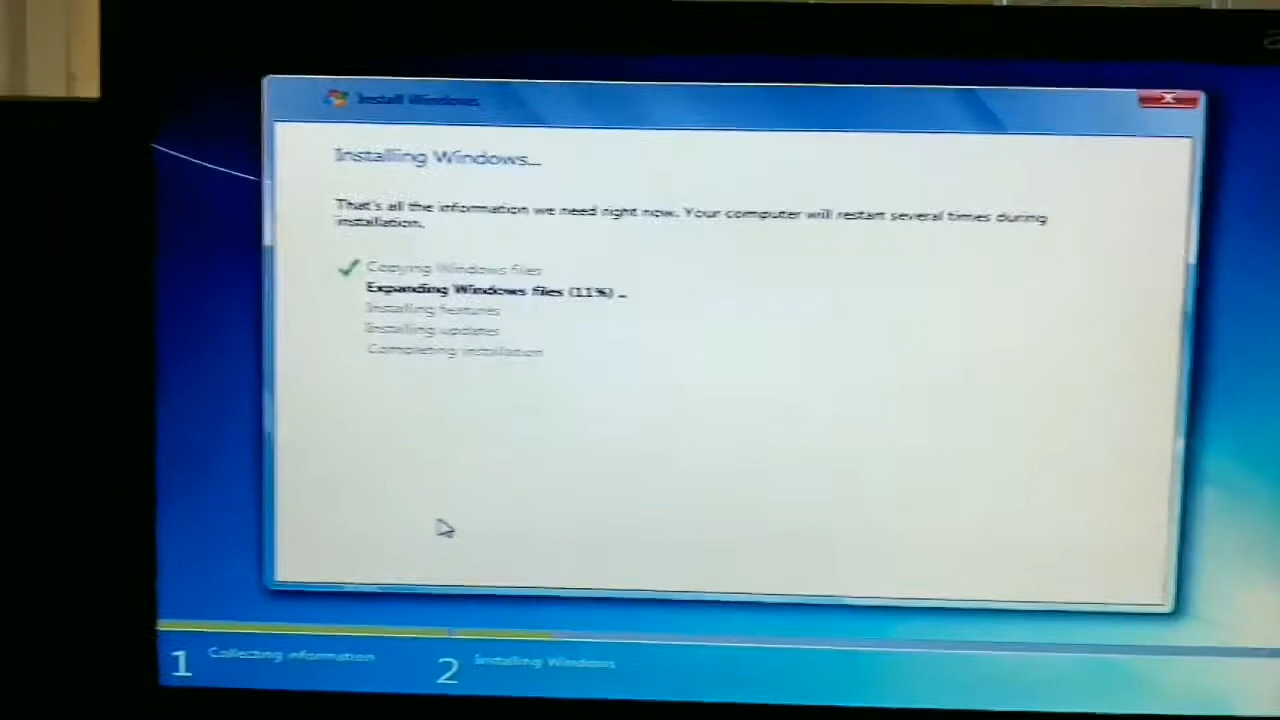 Install Windows
Installing Windows...
That's all the information we need right now. Your computer will restart several times during
installation.
Copying Windows files
Expanding Windows files (11%) ...
Installing features
Installing updates
Completing installation
1 Collecting information
2 Installing Windows